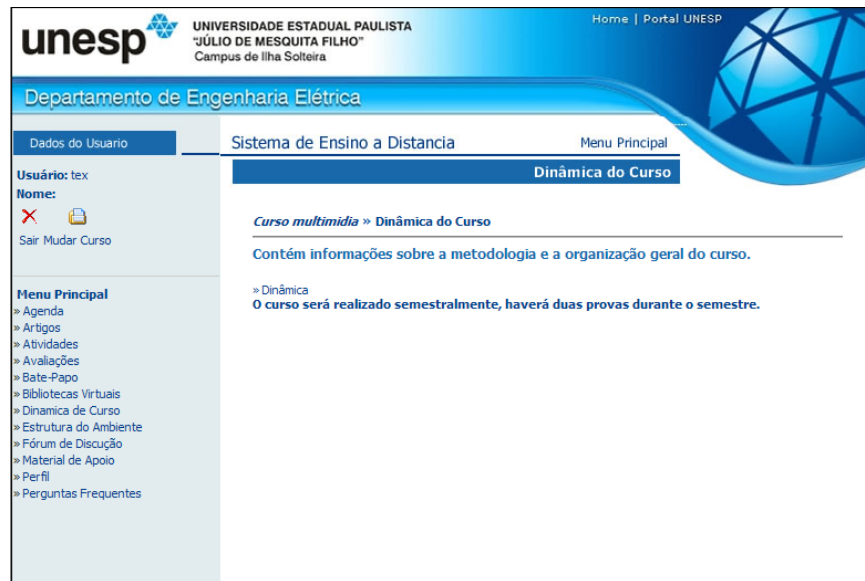 unesp
UNIVERSIDADE ESTADUAL PAULISTA
"JÚLIO DE MESQUITA FILHO"
Campus de Ilha Solteira
Home | Portal UNESP
Departamento de Engenharia Elétrica
Dados do Usuario
Usuário: tex
Nome:
Sair Mudar Curso
Menu Principal
» Agenda
» Artigos
» Atividades
» Avaliações
» Bate-Papo
» Bibliotecas Virtuais
» Dinamica de Curso
» Estrutura do Ambiente
» Fórum de Discução
» Material de Apoio
» Perfil
» Perguntas Frequentes
Sistema de Ensino a Distancia
Menu Principal
Dinâmica do Curso
Curso multimidia » Dinâmica do Curso
Contém informações sobre a metodologia e a organização geral do curso.
» Dinâmica
O curso será realizado semestralmente, haverá duas provas durante o semestre.